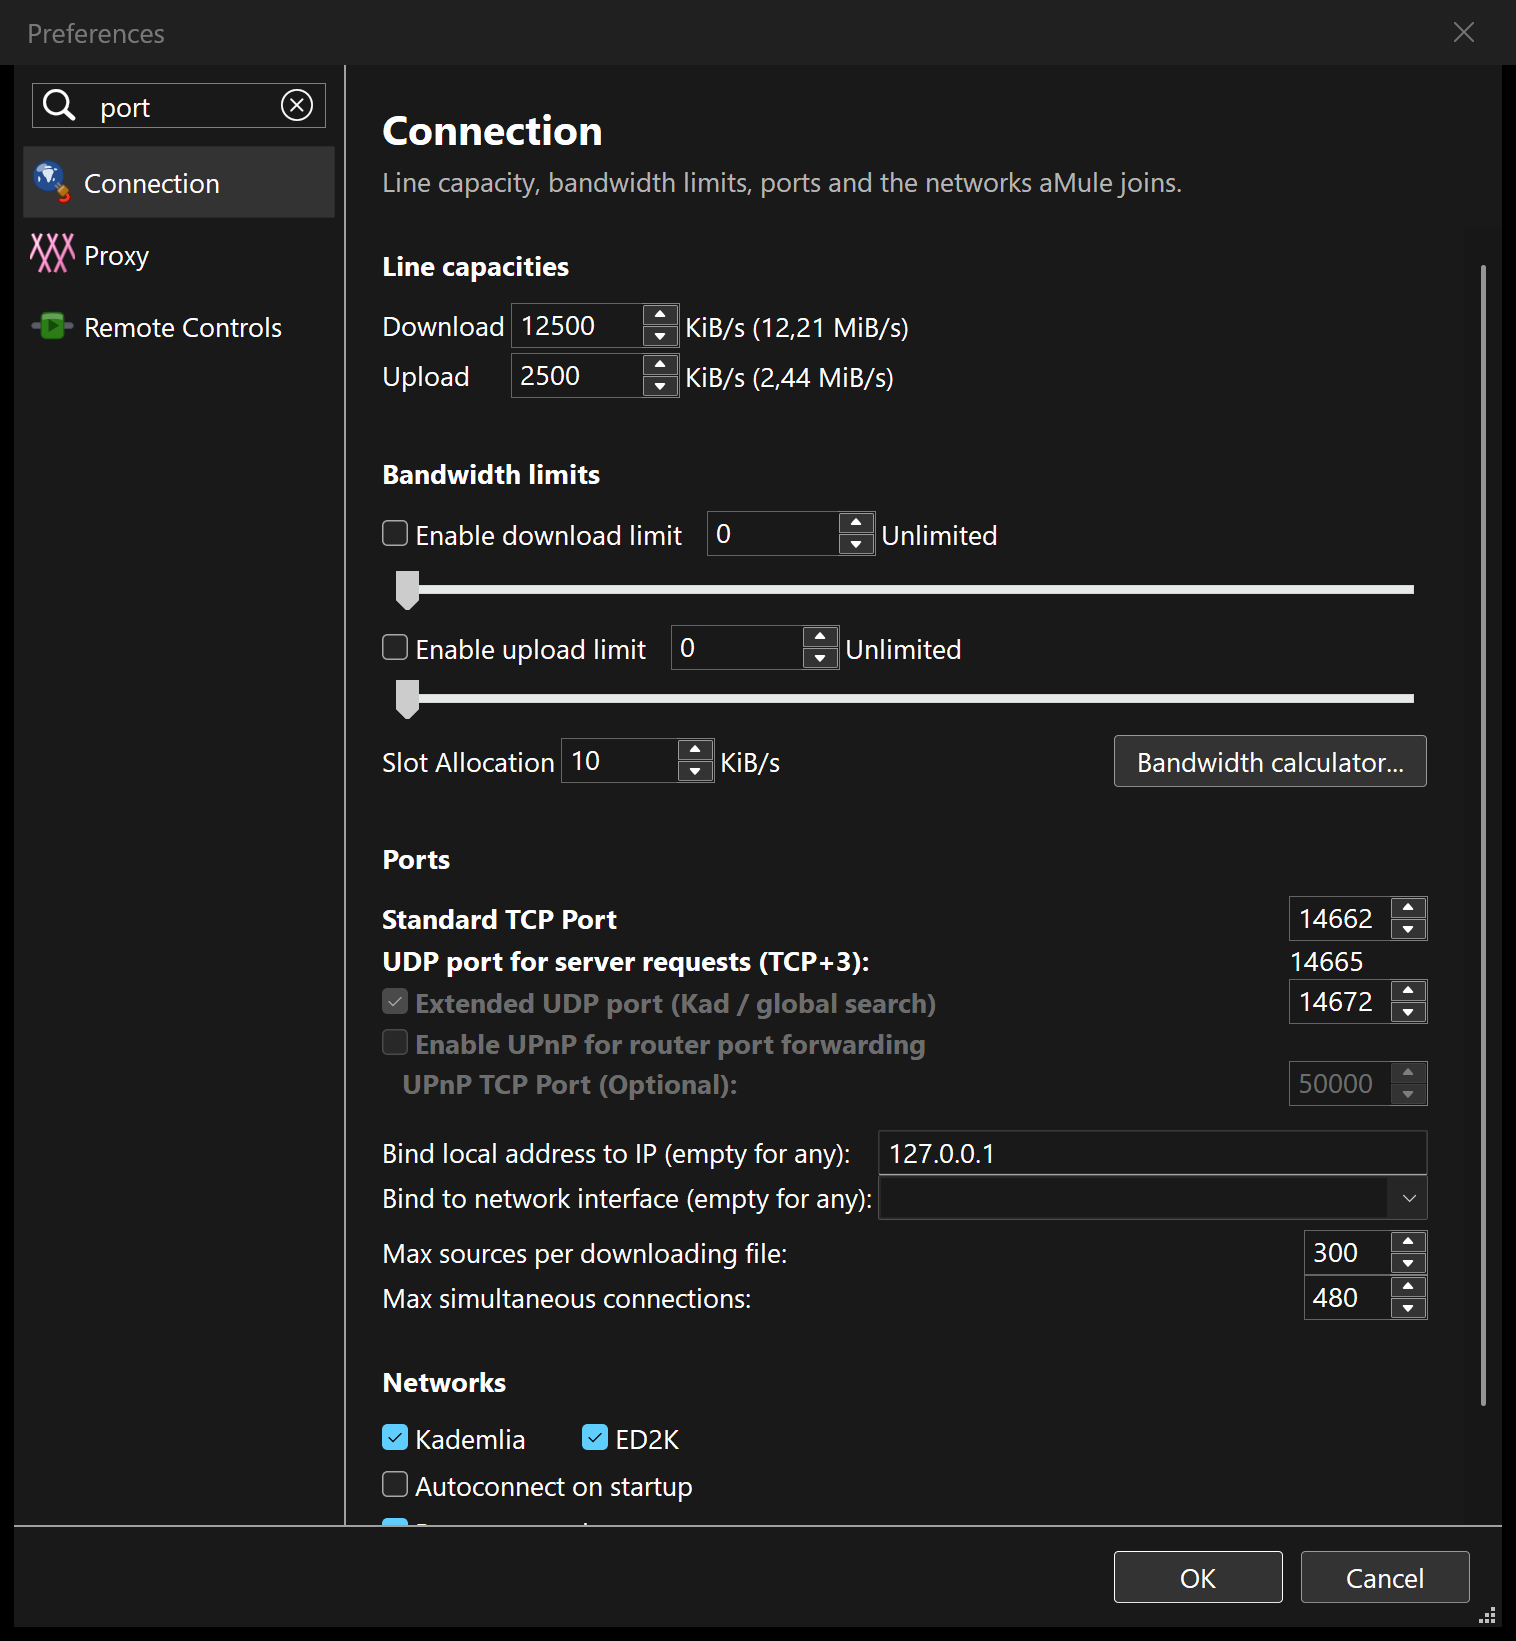 Preferences
port
Connection
Proxy
Remote Controls
Connection
Line capacity, bandwidth limits, ports and the networks aMule joins.
Line capacities
Download 12500 KiB/s (12,21 MiB/s)
Upload 2500 KiB/s (2,44 MiB/s)
Bandwidth limits
Enable download limit 0 Unlimited
Enable upload limit 0 Unlimited
Slot Allocation 10 KiB/s Bandwidth calculator...
Ports
Standard TCP Port 14662
UDP port for server requests (TCP+3): 14665
Extended UDP port (Kad / global search) 14672
Enable UPnP for router port forwarding
UPnP TCP Port (Optional): 50000
Bind local address to IP (empty for any): 127.0.0.1
Bind to network interface (empty for any):
Max sources per downloading file: 300
Max simultaneous connections: 480
Networks
Kademlia ED2K
Autoconnect on startup
OK Cancel